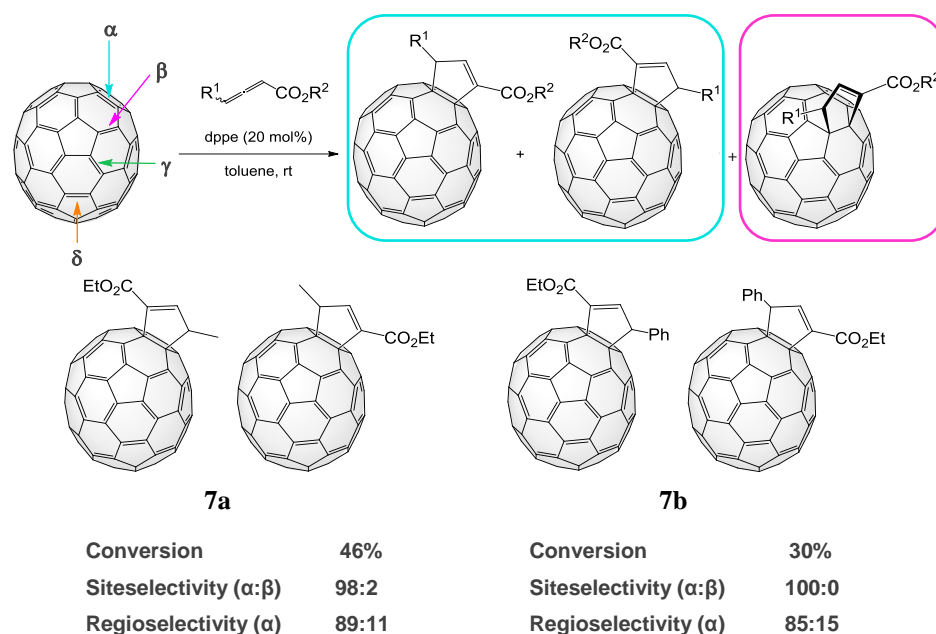 α
β
γ
δ
R¹
CO₂R²
dppe (20 mol%)
toluene, rt
R¹
CO₂R²
+
R²O₂C
R¹
+
R¹
CO₂R²
EtO₂C
CO₂Et
EtO₂C
Ph
Ph
CO₂Et
7a
7b
Conversion 46%
Siteselectivity (α:β) 98:2
Regioselectivity (α) 89:11
Conversion 30%
Siteselectivity (α:β) 100:0
Regioselectivity (α) 85:15